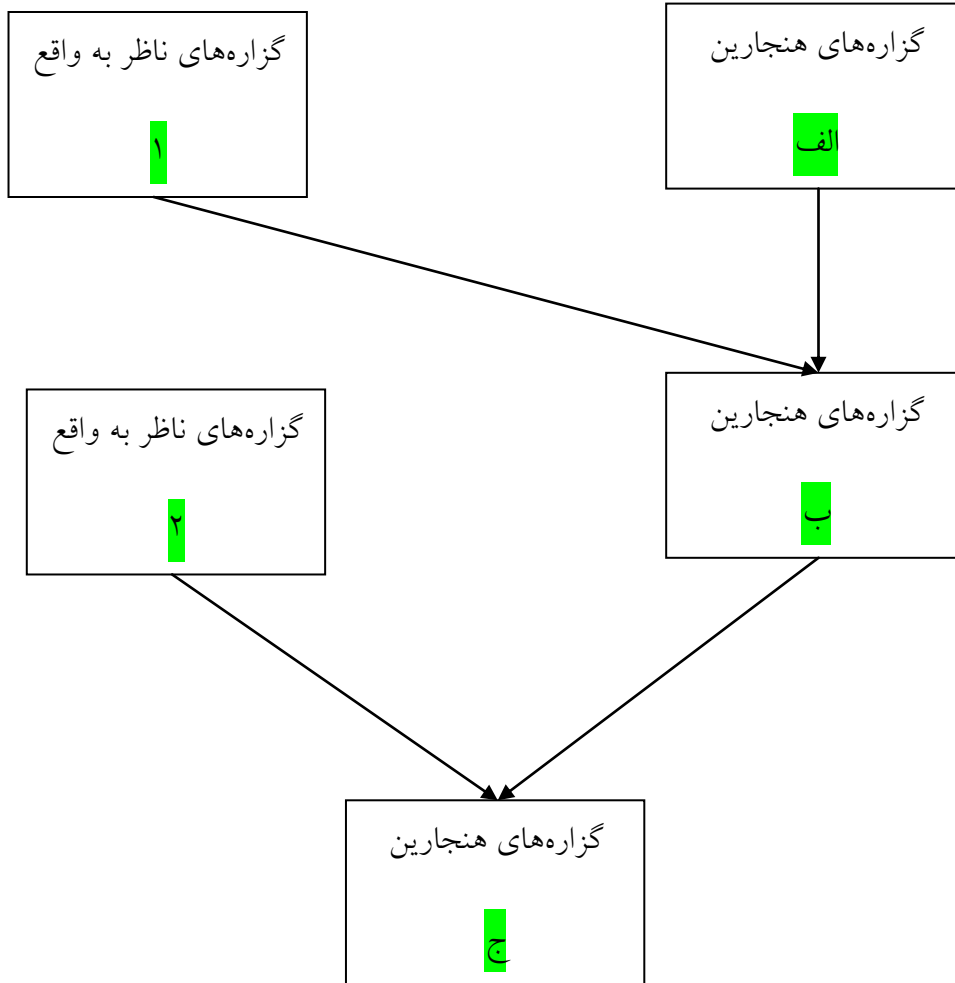 گزاره‌های هنجارین
الف
گزاره‌های ناظر به واقع
۱
گزاره‌های هنجارین
ب
گزاره‌های ناظر به واقع
۲
گزاره‌های هنجارین
ج